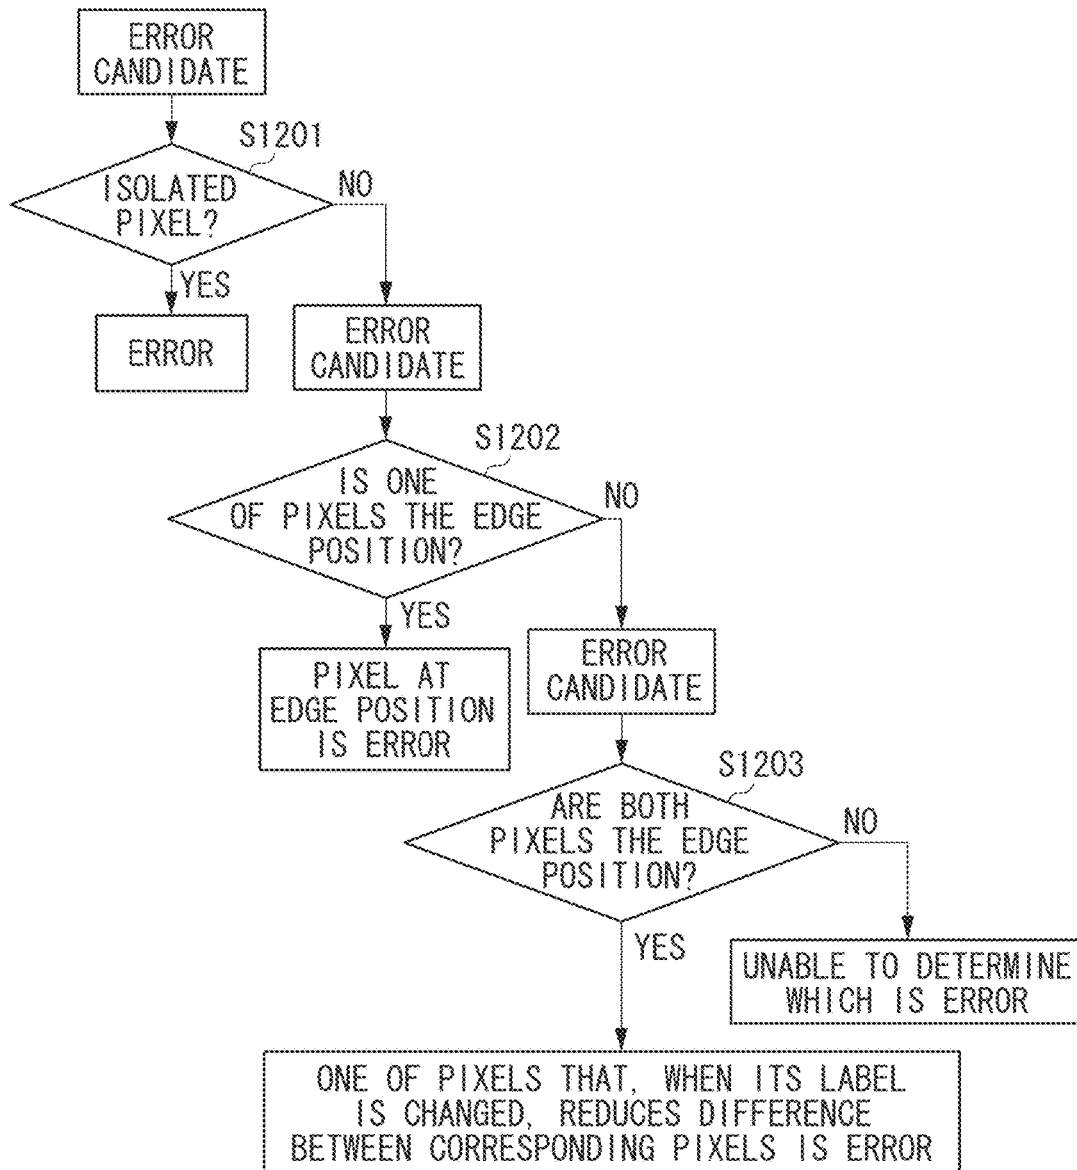 ERROR
CANDIDATE
S1201
ISOLATED
PIXEL?
NO
YES
ERROR
ERROR
CANDIDATE
S1202
IS ONE
OF PIXELS THE EDGE
POSITION?
NO
YES
PIXEL AT
EDGE POSITION
IS ERROR
ERROR
CANDIDATE
S1203
ARE BOTH
PIXELS THE EDGE
POSITION?
NO
YES
UNABLE TO DETERMINE
WHICH IS ERROR
ONE OF PIXELS THAT, WHEN ITS LABEL
IS CHANGED, REDUCES DIFFERENCE
BETWEEN CORRESPONDING PIXELS IS ERROR